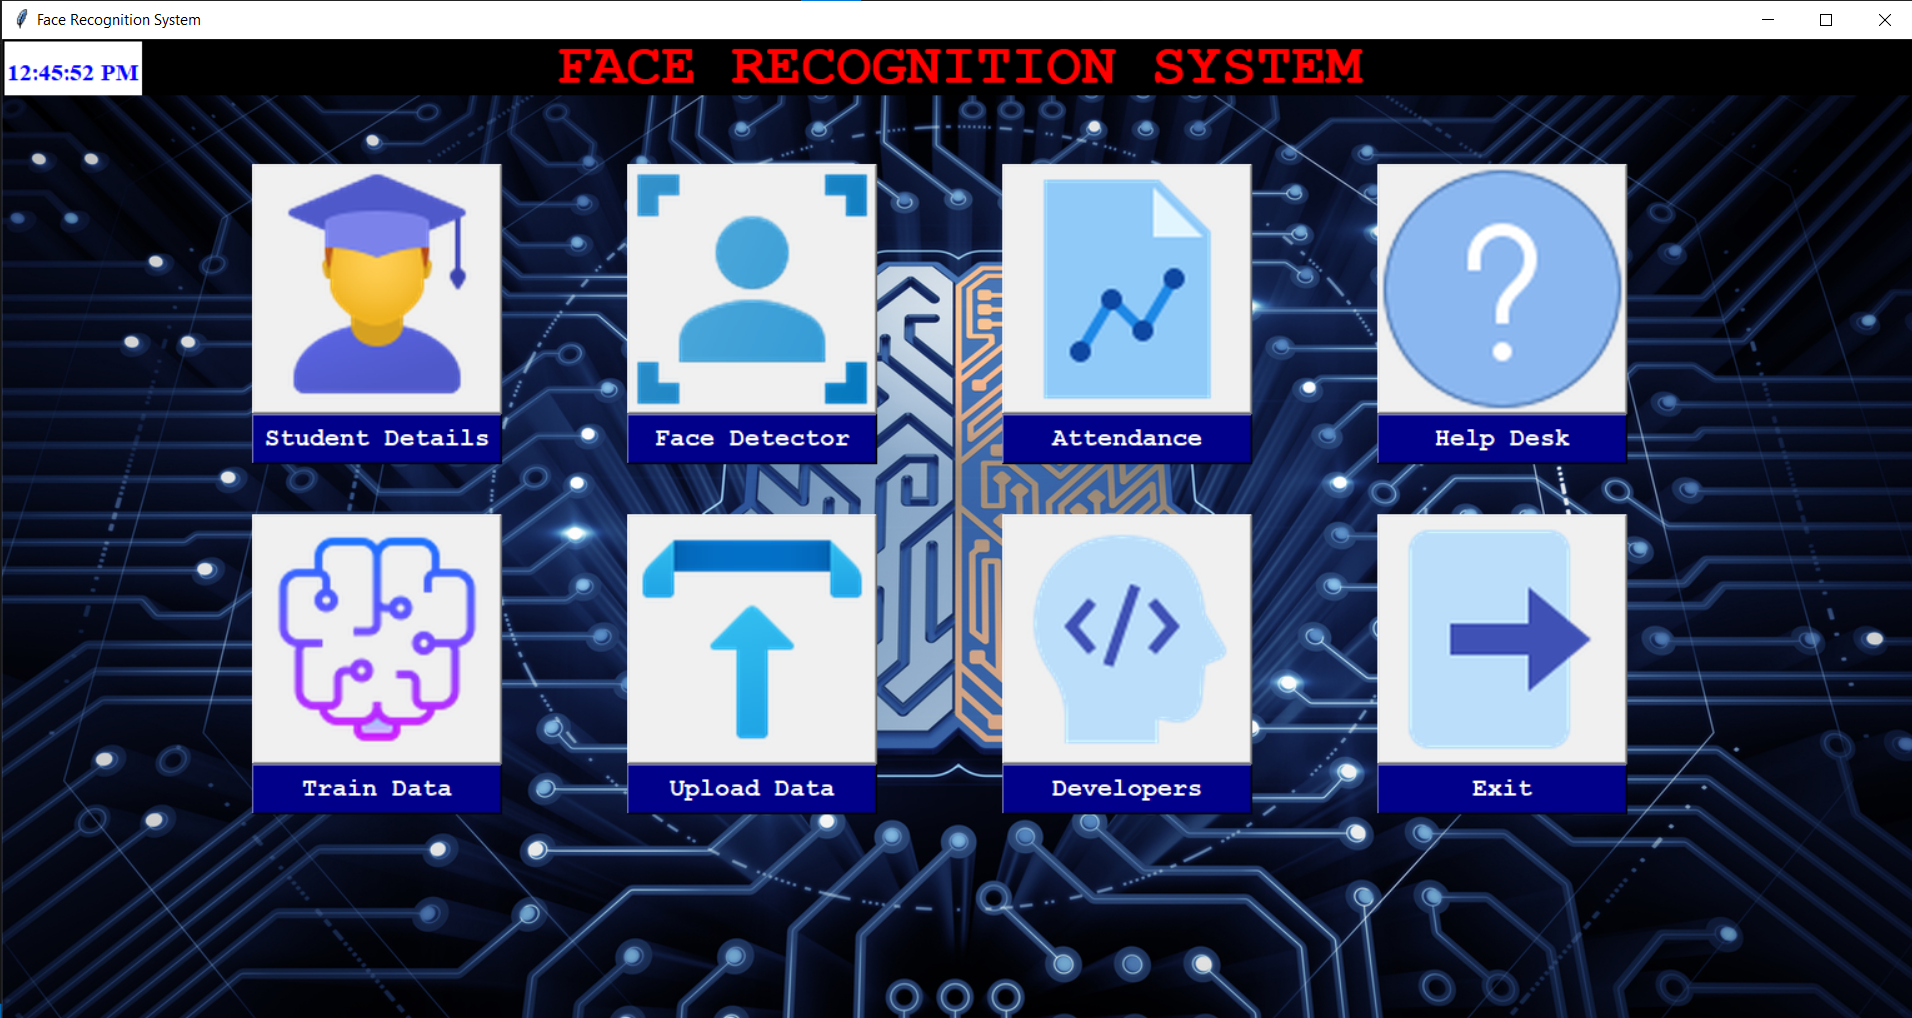 Face Recognition System
12:45:52 PM
FACE RECOGNITION SYSTEM
Student Details
Face Detector
Attendance
Help Desk
Train Data
Upload Data
Developers
Exit